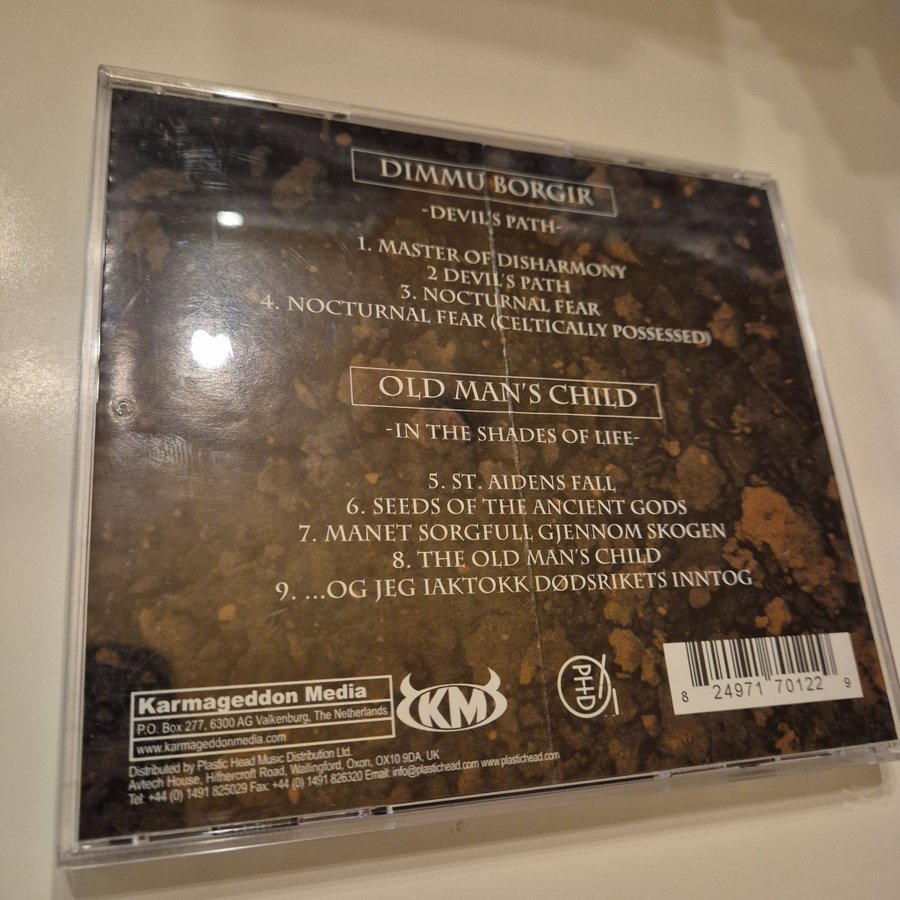 DIMMU BORGIR
-DEVIL'S PATH-
1. MASTER OF DISHARMONY
2 DEVIL'S PATH
3. NOCTURNAL FEAR
4. NOCTURNAL FEAR (CELTICALLY POSSESSED)
OLD MAN'S CHILD
-IN THE SHADES OF LIFE-
5. ST. AIDENS FALL
6. SEEDS OF THE ANCIENT GODS
7. MANET SORGFULL GJENNOM SKOGEN
8. THE OLD MAN'S CHILD
9. ...OG JEG IAKTOKK DØDSRIKETS INNTOG
Karmageddon Media
P.O. Box 277, 6300 AG Valkenburg, The Netherlands
www.karmageddonmedia.com
KM
PHD
8 24971 70122 9
Distributed by Plastic Head Music Distribution Ltd.
Avtech House, Hithercroft Road, Wallingford, Oxon, OX10 9DA, UK
Tel: +44 (0) 1491 825029 Fax: +44 (0) 1491 826320 Email: info@plastichead.com www.plastichead.com